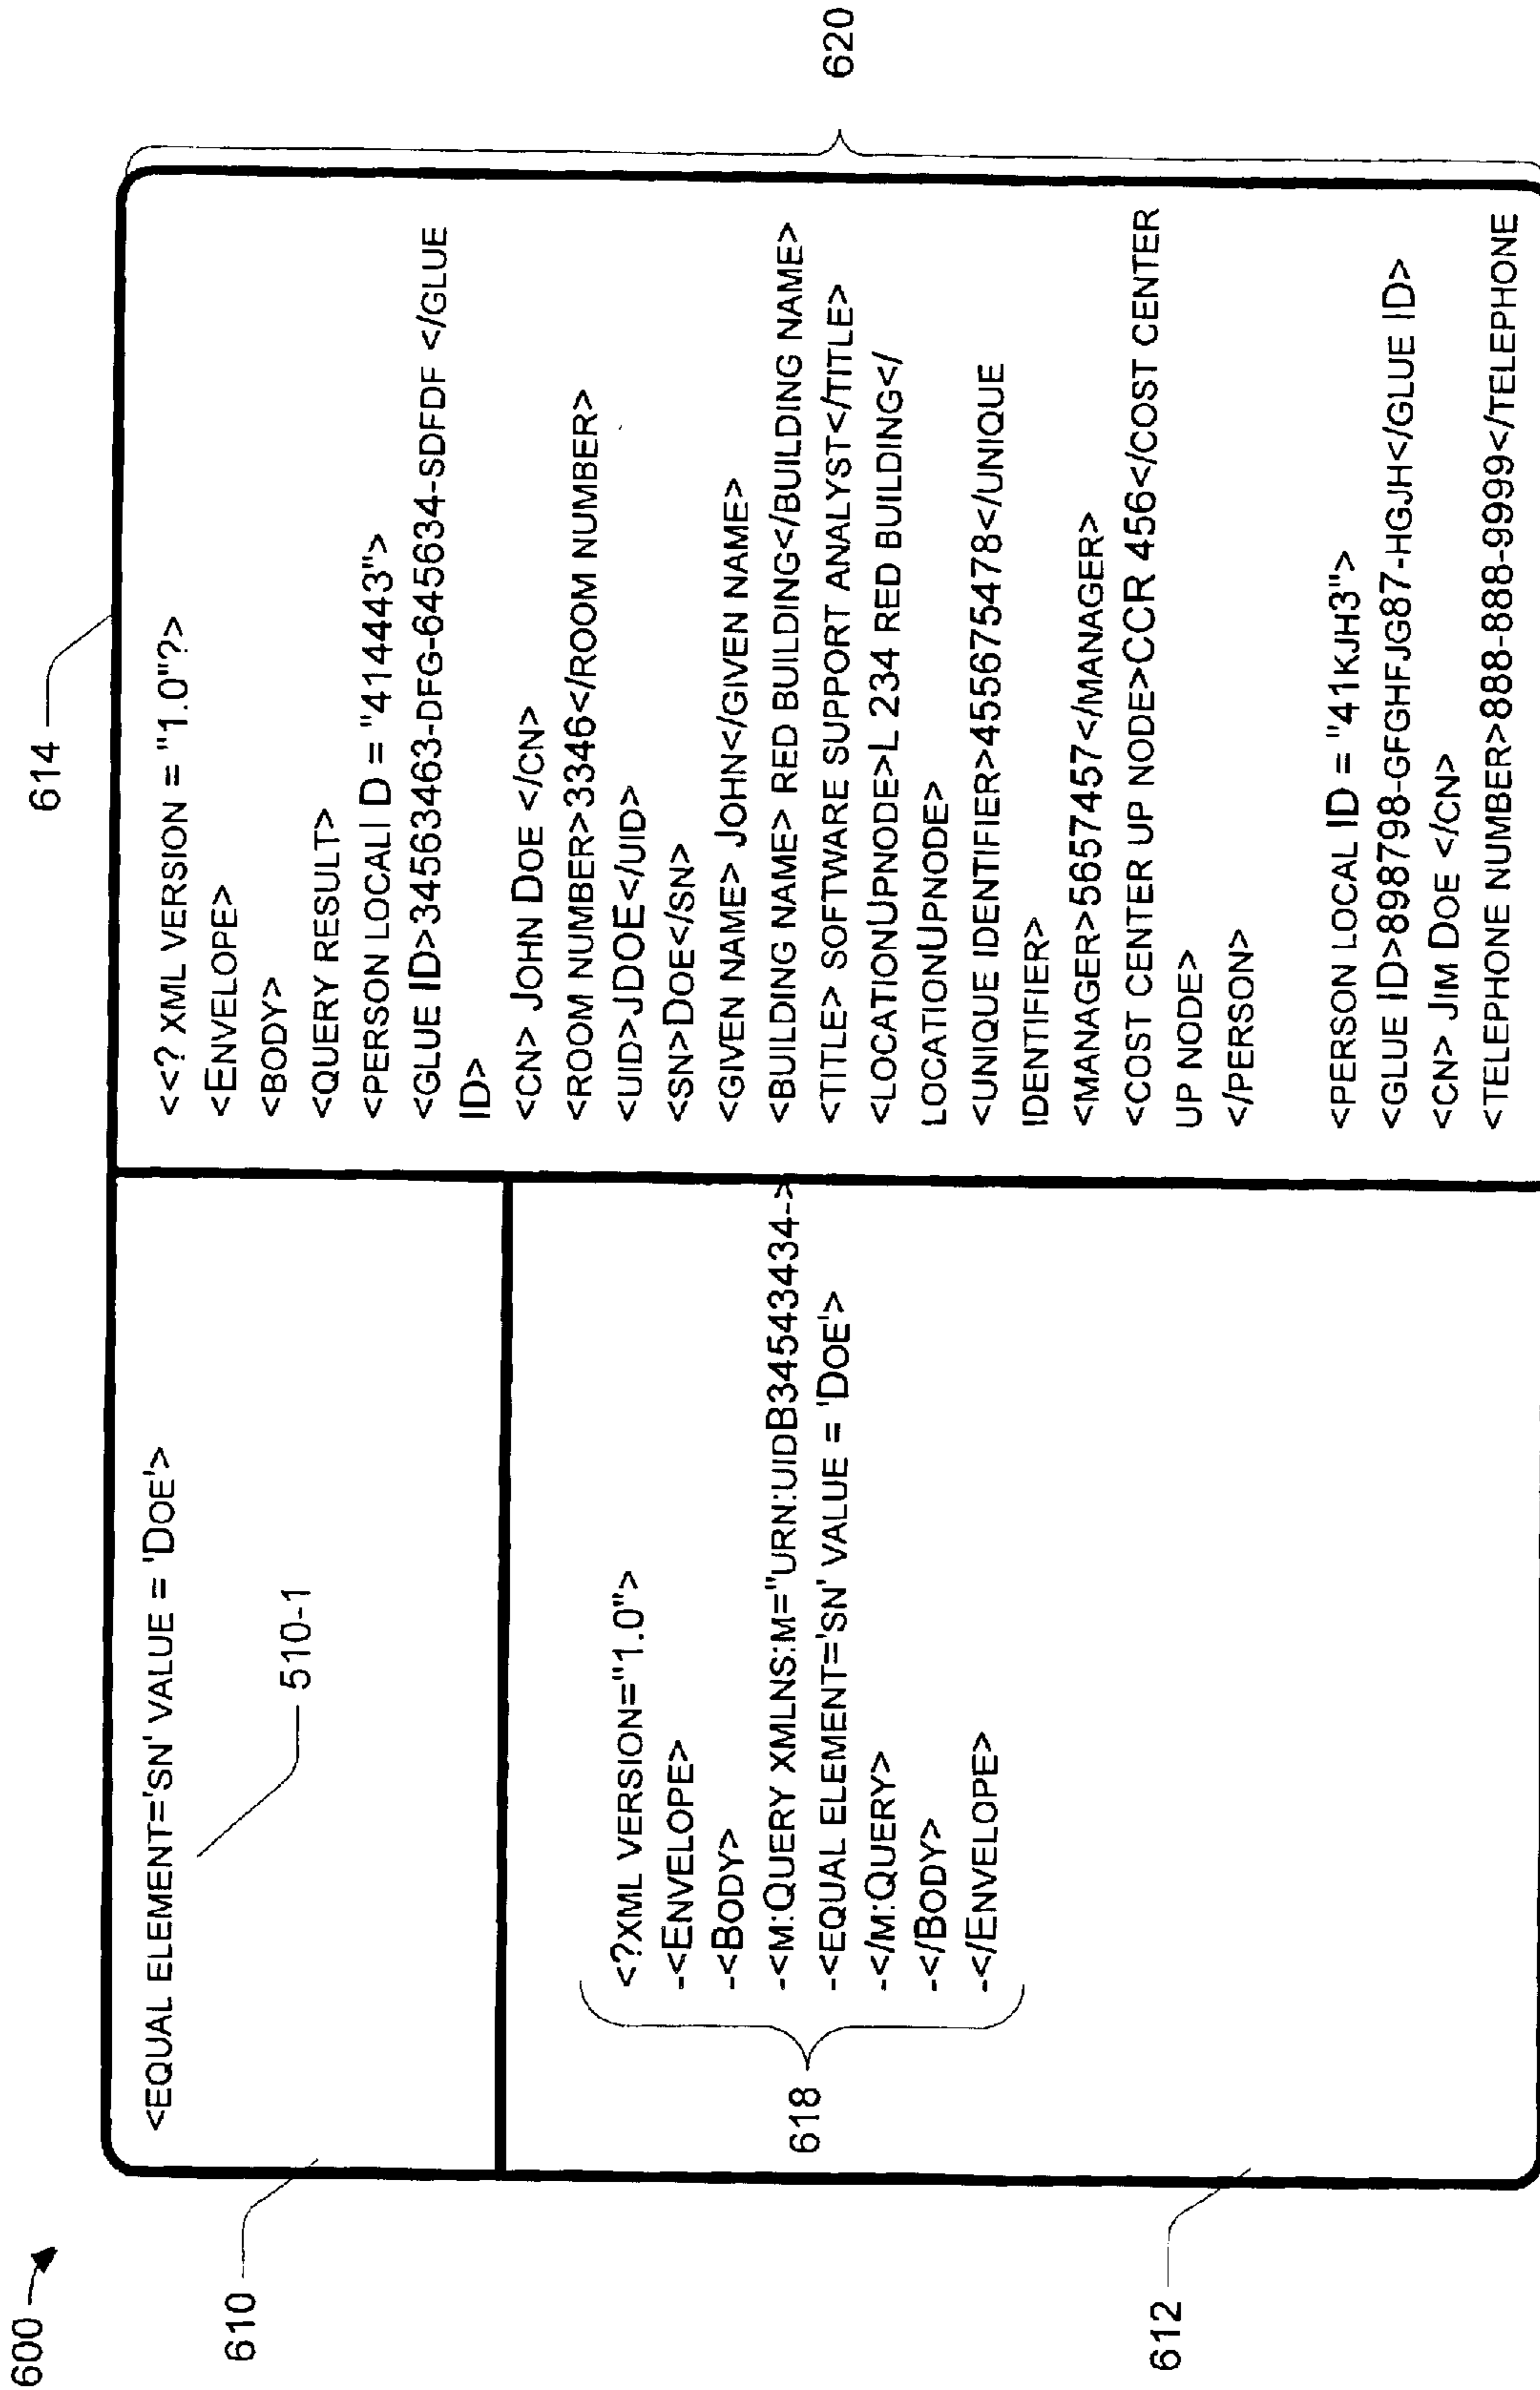 600
610
<EQUAL ELEMENT='SN' VALUE = 'DOE'>
510-1
612
618
<?XML VERSION="1.0">
-<ENVELOPE>
-<BODY>
-<M:QUERY XMLNS:M="URN:UIDB34543434->
-<EQUAL ELEMENT='SN' VALUE = 'DOE'>
-</M:QUERY>
-</BODY>
-</ENVELOPE>
614
<<? XML VERSION = "1.0"?>
<ENVELOPE>
<BODY>
<QUERY RESULT>
<PERSON LOCAL| D = "414443">
<GLUE ID>34563463-DFG-645634-SDFDF </GLUE
ID>
<CN> JOHN DOE </CN>
<ROOM NUMBER>3346</ROOM NUMBER>
<UID>JDOE</UID>
<SN>DOE</SN>
<GIVEN NAME> JOHN</GIVEN NAME>
<BUILDING NAME> RED BUILDING</BUILDING NAME>
<TITLE> SOFTWARE SUPPORT ANALYST</TITLE>
<LOCATIONUPNODE>L 234 RED BUILDING</
LOCATIONUPNODE>
<UNIQUE IDENTIFIER>455675478</UNIQUE
IDENTIFIER>
<MANAGER>56557457</MANAGER>
<COST CENTER UP NODE>CCR 456</COST CENTER
UP NODE>
</PERSON>
<PERSON LOCAL ID = "41KJH3">
<GLUE ID>898798-GFGHFJG87-HGJH</GLUE ID>
<CN> JIM DOE </CN>
<TELEPHONE NUMBER>888-888-9999</TELEPHONE
620